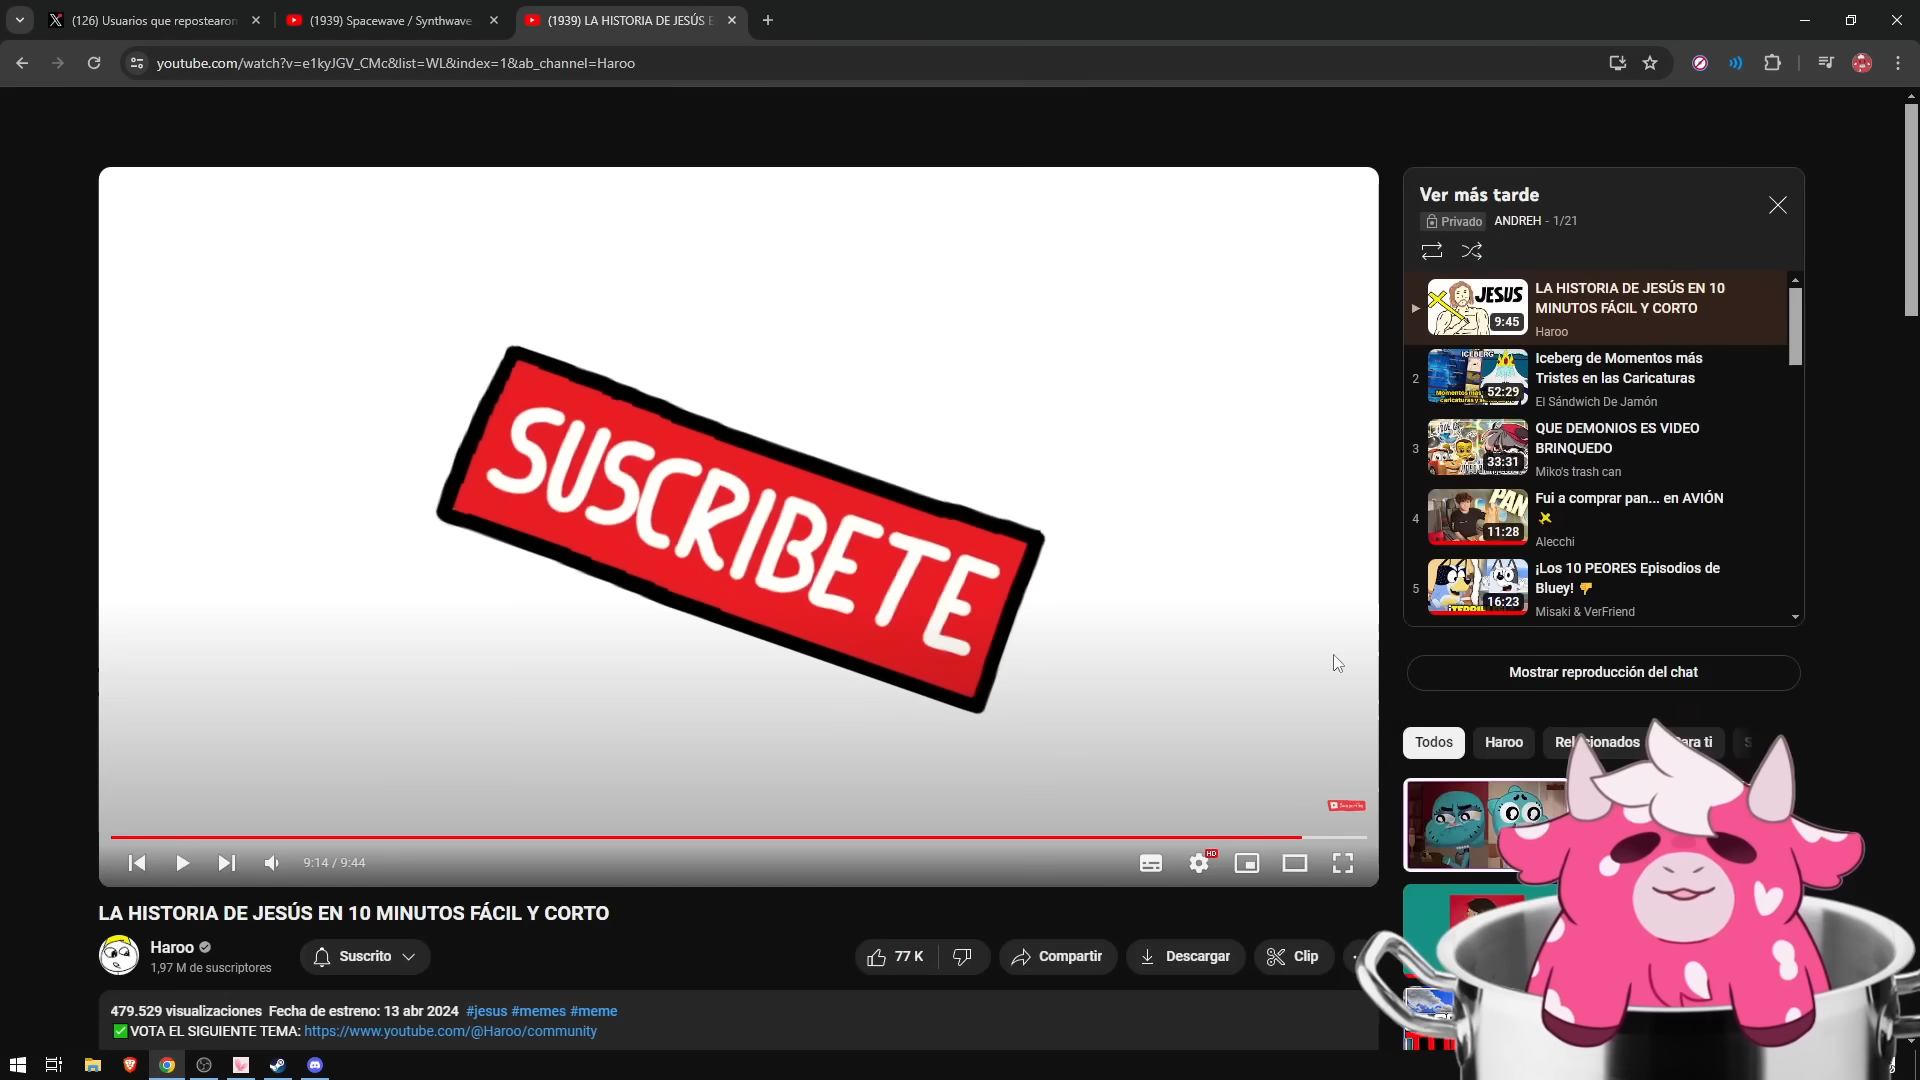 (126) Usuarios que repostearon
(1939) Spacewave / Synthwave
(1939) LA HISTORIA DE JESÚS E
youtube.com/watch?v=e1kyJGV_CMc&list=WL&index=1&ab_channel=Haroo
SUSCRIBETE
9:14 / 9:44
HD
LA HISTORIA DE JESÚS EN 10 MINUTOS FÁCIL Y CORTO
Haroo
1,97 M de suscriptores
Suscrito
77 K
Compartir
Descargar
Clip
479.529 visualizaciones Fecha de estreno: 13 abr 2024 #jesus #memes #meme
✅VOTA EL SIGUIENTE TEMA: https://www.youtube.com/@Haroo/community
Ver más tarde
Privado ANDREH - 1/21
JESUS
9:45
LA HISTORIA DE JESÚS EN 10
MINUTOS FÁCIL Y CORTO
Haroo
2
ICEBERG
52:29
Iceberg de Momentos más
Tristes en las Caricaturas
El Sándwich De Jamón
3
33:31
QUE DEMONIOS ES VIDEO
BRINQUEDO
Miko's trash can
4
PAN
11:28
Fui a comprar pan... en AVIÓN
Alecchi
5
16:23
¡Los 10 PEORES Episodios de
Bluey! 👎
Misaki & VerFriend
Mostrar reproducción del chat
Todos
Haroo
Relacionados
Para ti